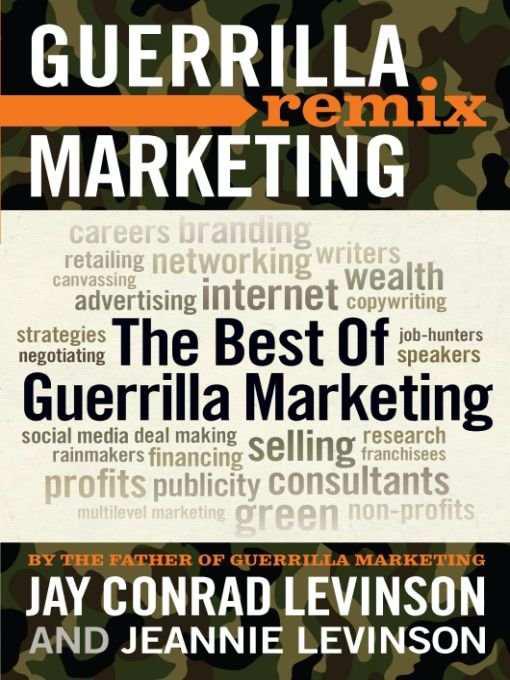 GUERRILLA
remix
MARKETING
careers branding
retailing networking writers
canvassing wealth
advertising internet copywriting
strategies The Best Of job-hunters
negotiating speakers
Guerrilla Marketing
social media deal making selling research
rainmakers financing franchisees
profits publicity consultants
multilevel marketing green non-profits
BY THE FATHER OF GUERRILLA MARKETING
JAY CONRAD LEVINSON
AND JEANNIE LEVINSON